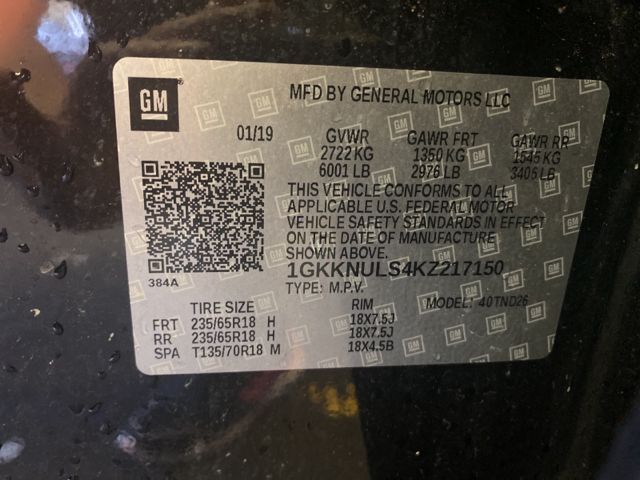 GM
MFD BY GENERAL MOTORS LLC
01/19 GVWR GAWR FRT GAWR RR
2722 KG 1350 KG 1545 KG
6001 LB 2976 LB 3405 LB
THIS VEHICLE CONFORMS TO ALL
APPLICABLE U.S. FEDERAL MOTOR
VEHICLE SAFETY STANDARDS IN EFFECT
ON THE DATE OF MANUFACTURE
SHOWN ABOVE.
1GKKNULS4KZ217150
384A
TYPE: M.P.V. MODEL: 40TND26
TIRE SIZE RIM
FRT 235/65R18 H 18X7.5J
RR 235/65R18 H 18X7.5J
SPA T135/70R18 M 18X4.5B